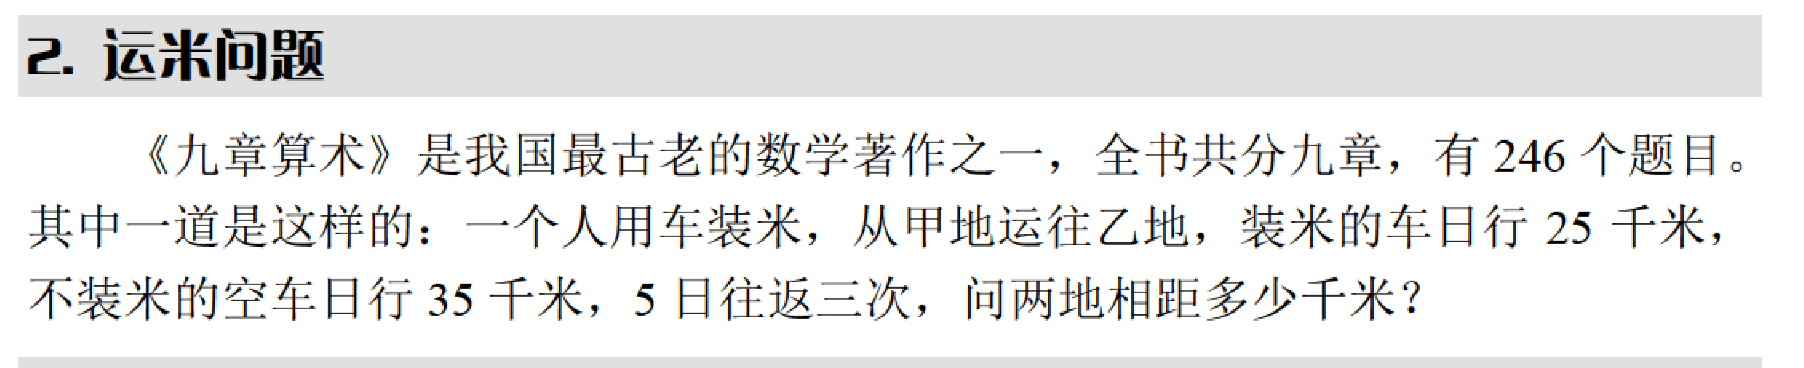 2. 运米问题
《九章算术》是我国最古老的数学著作之一，全书共分九章，有 246 个题目。
其中一道是这样的：一个人用车装米，从甲地运往乙地，装米的车日行 25 千米，
不装米的空车日行 35 千米，5 日往返三次，问两地相距多少千米？